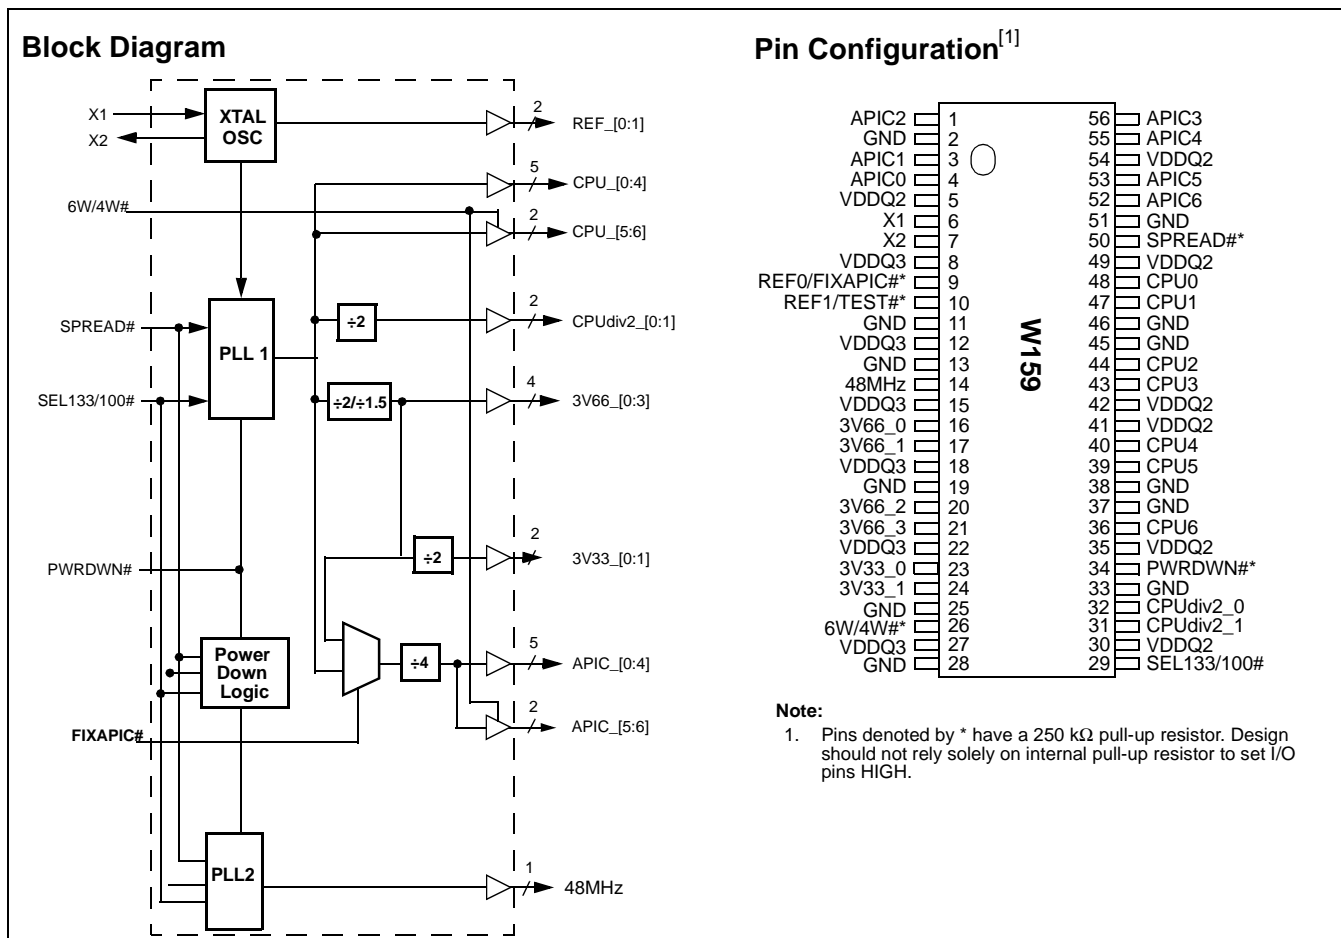 Block Diagram
X1
X2
XTAL
OSC
2
REF_[0:1]
5
CPU_[0:4]
6W/4W#
2
CPU_[5:6]
SPREAD#
PLL 1
÷2
2
CPUdiv2_[0:1]
SEL133/100#
÷2/÷1.5
4
3V66_[0:3]
PWRDWN#
÷2
2
3V33_[0:1]
Power
Down
Logic
÷4
5
APIC_[0:4]
FIXAPIC#
2
APIC_[5:6]
PLL2
1
48MHz
Pin Configuration[1]
APIC2 1 56 APIC3
GND 2 55 APIC4
APIC1 3 54 VDDQ2
APIC0 4 53 APIC5
VDDQ2 5 52 APIC6
X1 6 51 GND
X2 7 50 SPREAD#*
VDDQ3 8 49 VDDQ2
REF0/FIXAPIC#* 9 48 CPU0
REF1/TEST#* 10 47 CPU1
GND 11 46 GND
VDDQ3 12 45 GND
GND 13 44 CPU2
48MHz 14 43 CPU3
VDDQ3 15 42 VDDQ2
3V66_0 16 41 VDDQ2
3V66_1 17 40 CPU4
VDDQ3 18 39 CPU5
GND 19 38 GND
3V66_2 20 37 GND
3V66_3 21 36 CPU6
VDDQ3 22 35 VDDQ2
3V33_0 23 34 PWRDWN#*
3V33_1 24 33 GND
GND 25 32 CPUdiv2_0
6W/4W#* 26 31 CPUdiv2_1
VDDQ3 27 30 VDDQ2
GND 28 29 SEL133/100#
W159
Note:
1. Pins denoted by * have a 250 kΩ pull-up resistor. Design
should not rely solely on internal pull-up resistor to set I/O
pins HIGH.